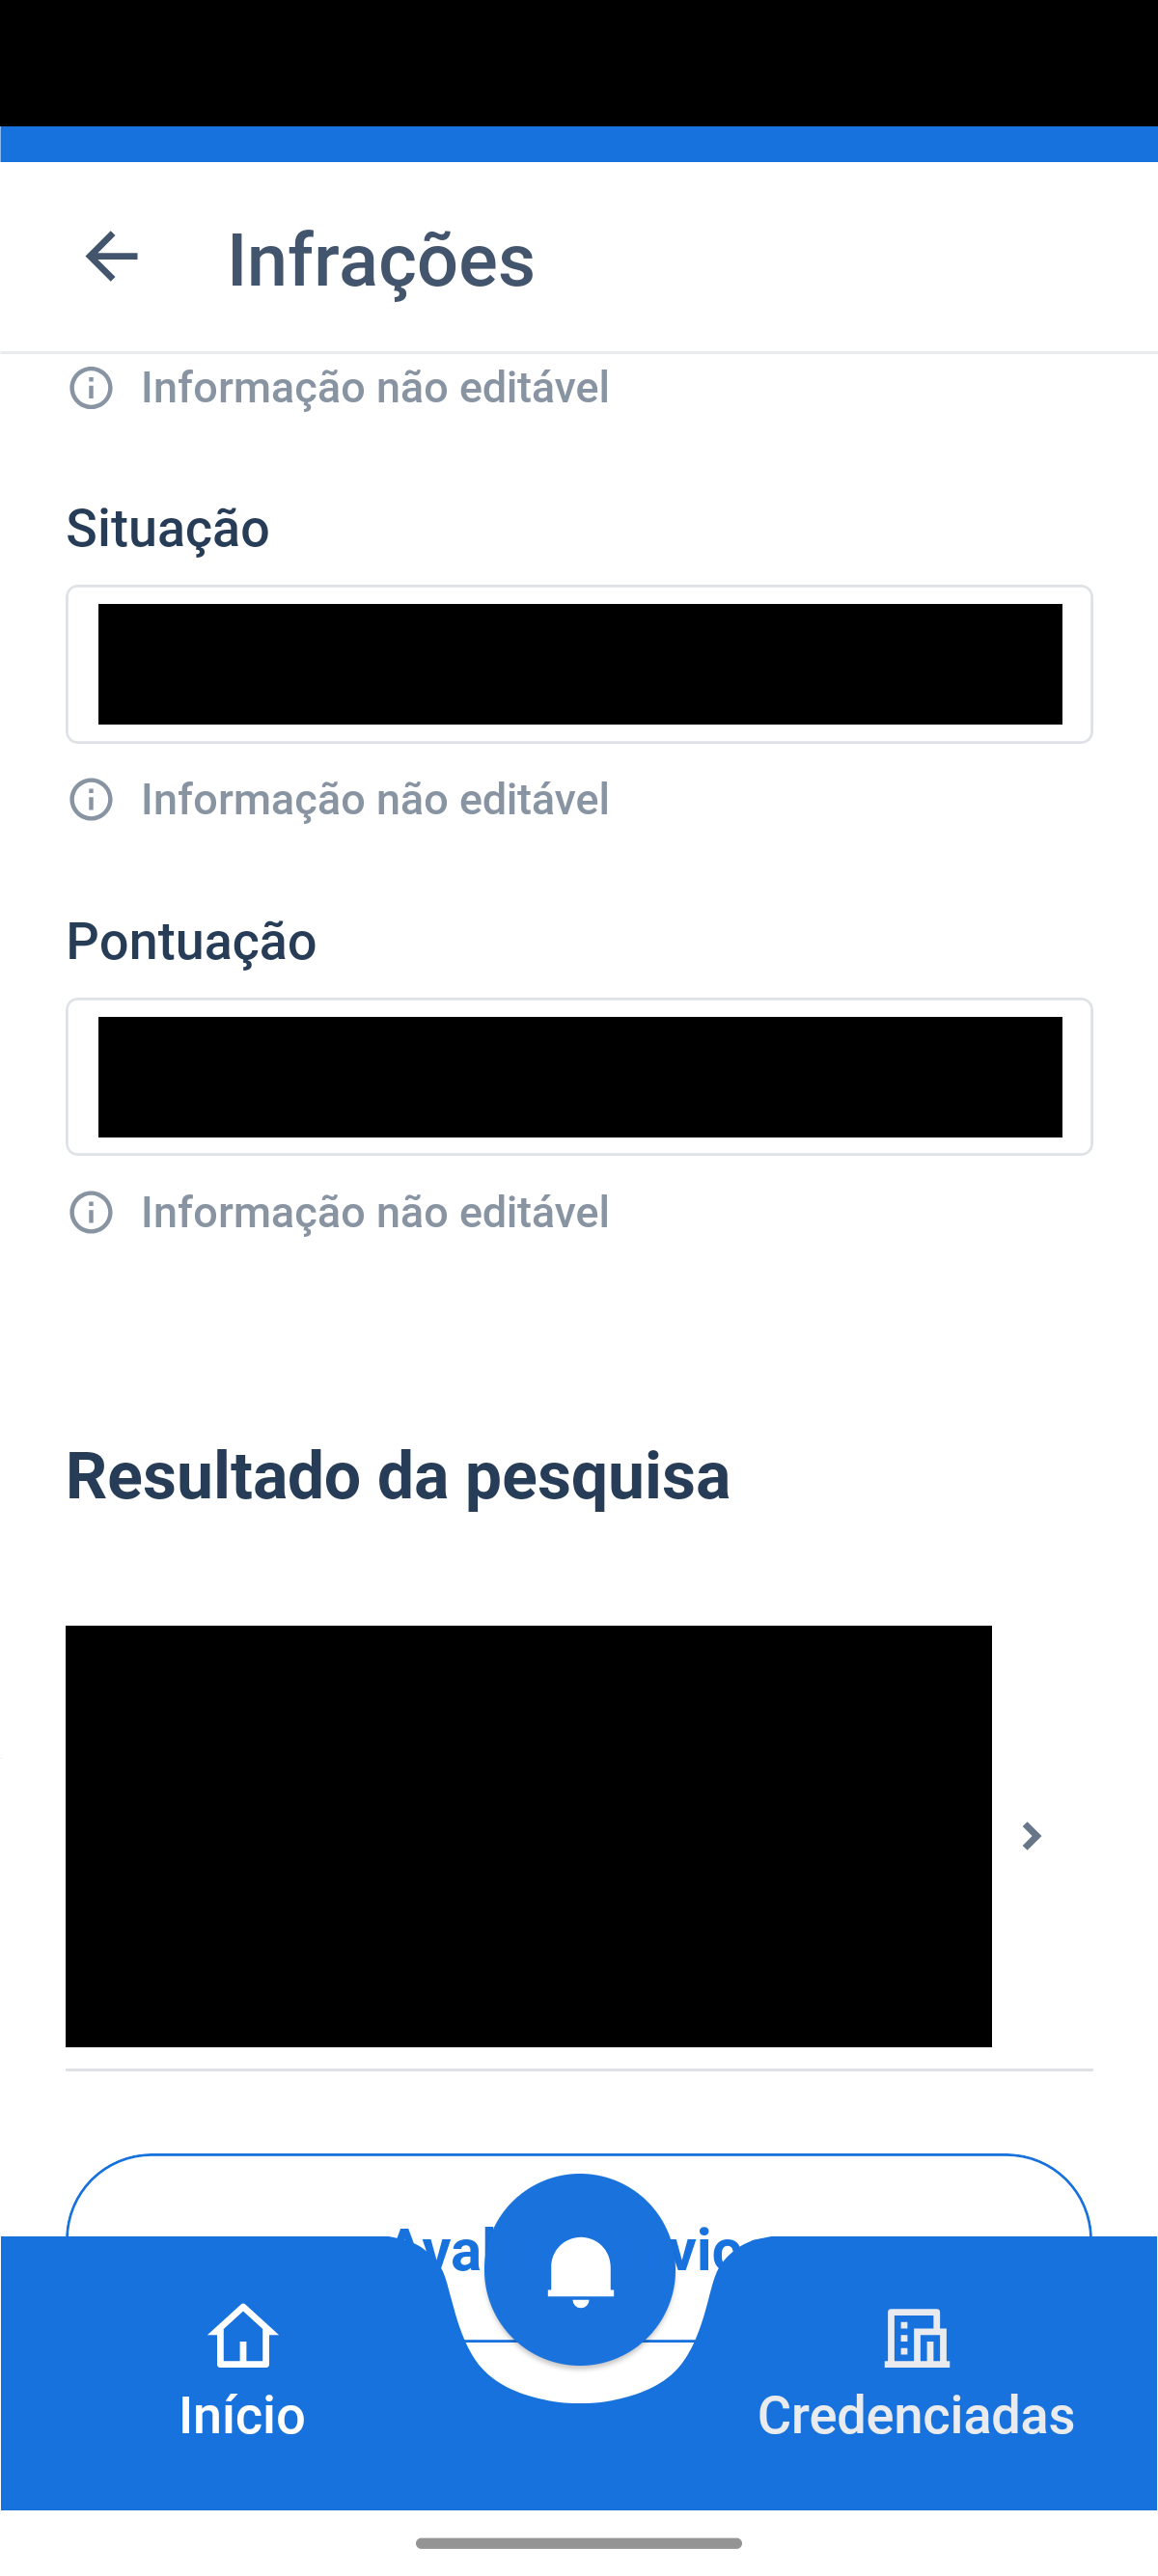 Infrações
Informação não editável
Situação
Informação não editável
Pontuação
Informação não editável
Resultado da pesquisa
Início
Credenciadas